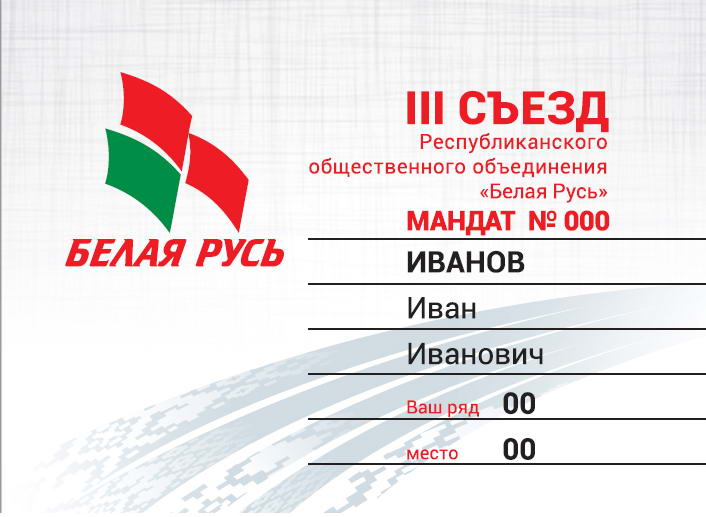 БЕЛАЯ РУСЬ
III СЪЕЗД
Республиканского
общественного объединения
«Белая Русь»
МАНДАТ № 000
ИВАНОВ
Иван
Иванович
Ваш ряд 00
место 00